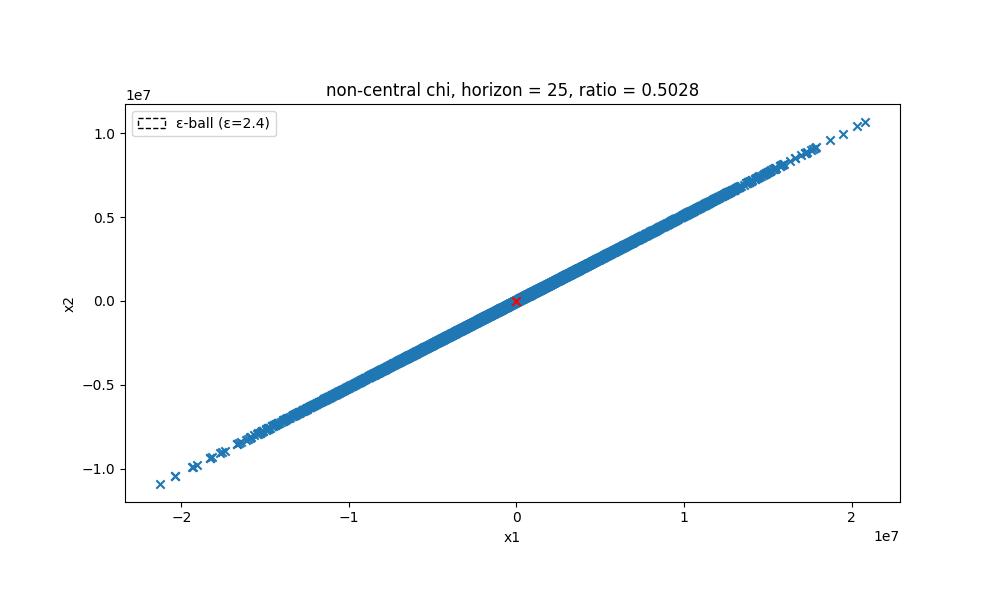 non-central chi, horizon = 25, ratio = 0.5028
1e7
ε-ball (ε=2.4)
1.0
0.5
0.0
−0.5
−1.0
x2
−2
−1
0
1
2
x1
1e7